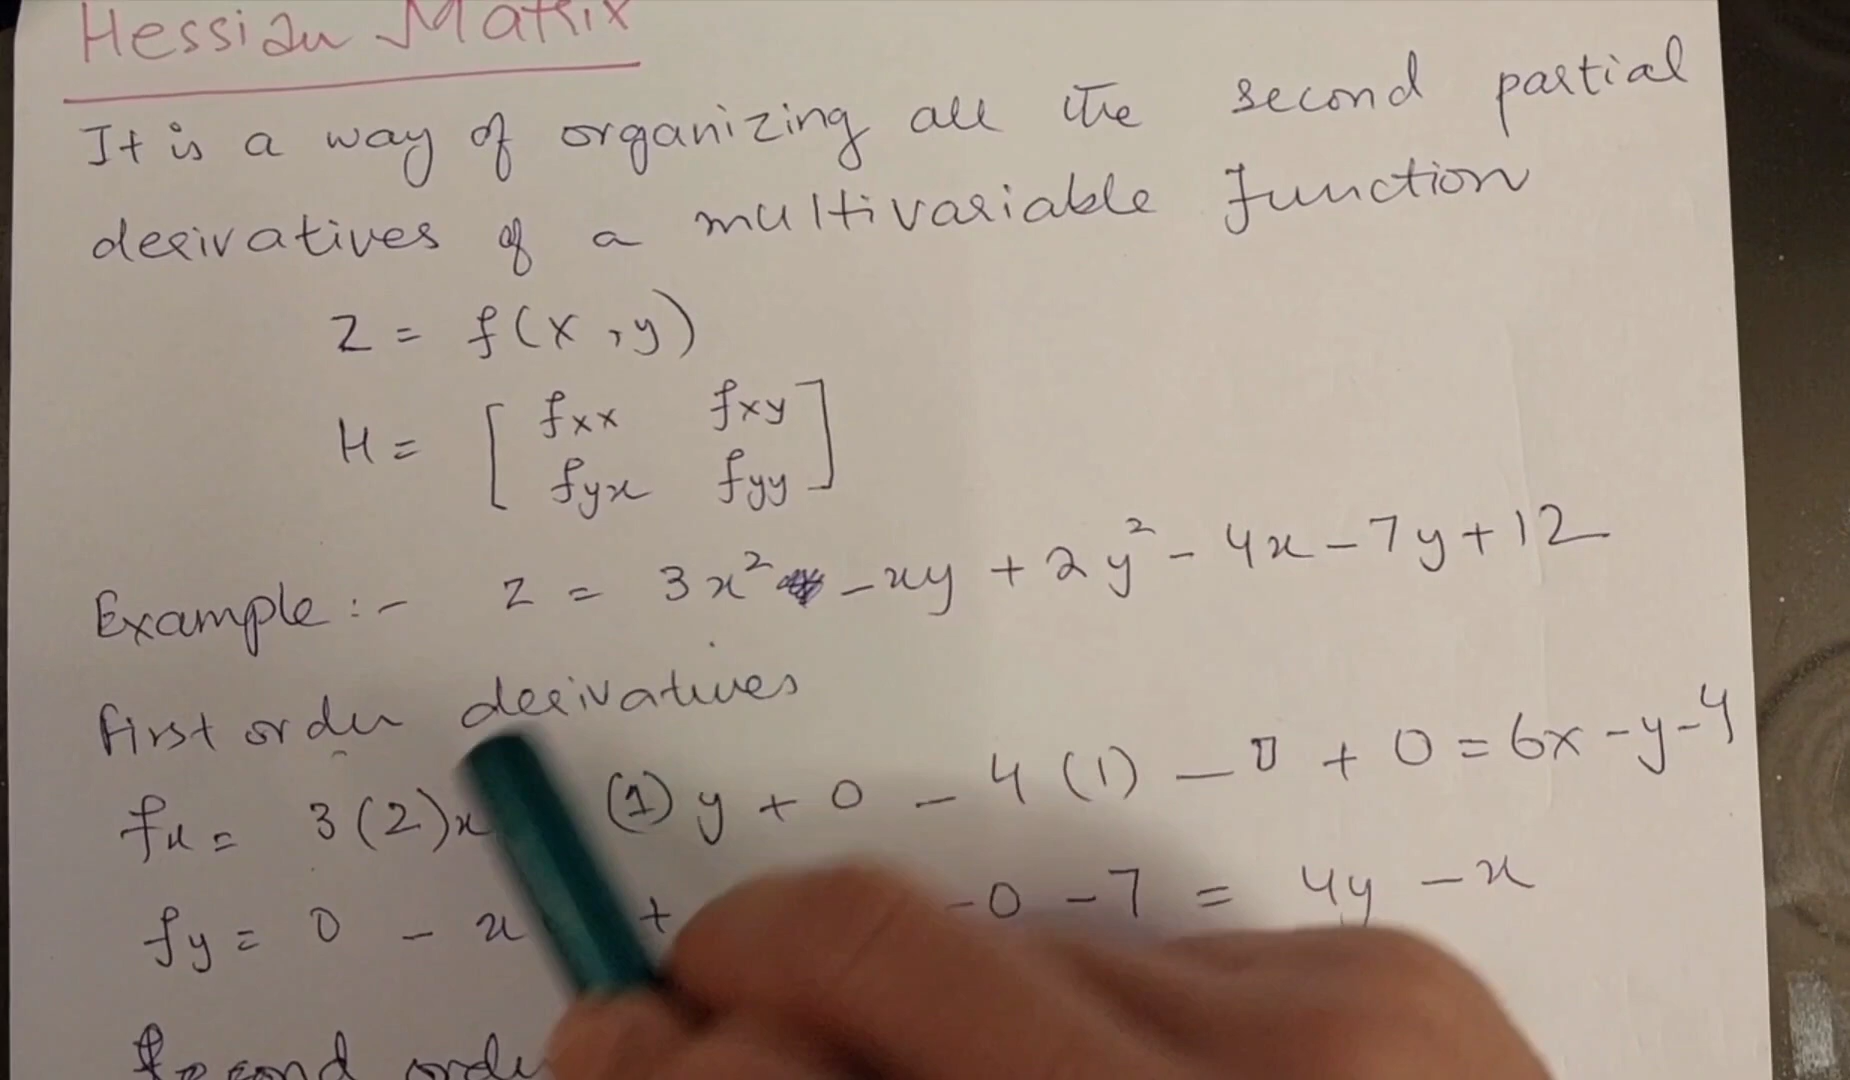 Hessian Matrix
It is a way of organizing all the second partial
derivatives of a multivariable function
Z = f(x,y)
H = [ fxx fxy
fyx fyy ]
Example :- z = 3x² - xy + 2y² - 4x - 7y + 12
First order derivatives
fx = 3(2)x (1)y + 0 - 4(1) - 0 + 0 = 6x - y - 4
fy = 0 - x + - 0 - 7 = 4y - x
Second orde